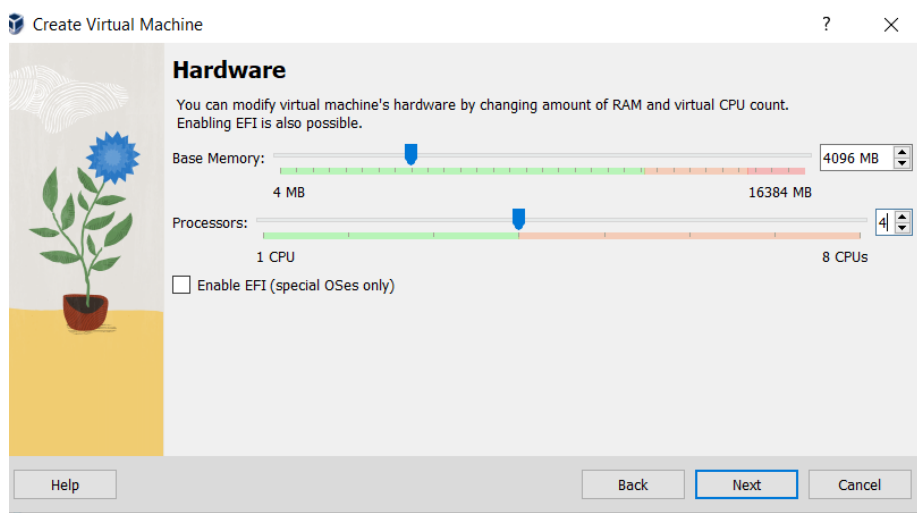 Create Virtual Machine
?
Hardware
You can modify virtual machine's hardware by changing amount of RAM and virtual CPU count.
Enabling EFI is also possible.
Base Memory:
4096 MB
4 MB
16384 MB
Processors:
4
1 CPU
8 CPUs
Enable EFI (special OSes only)
Help
Back
Next
Cancel